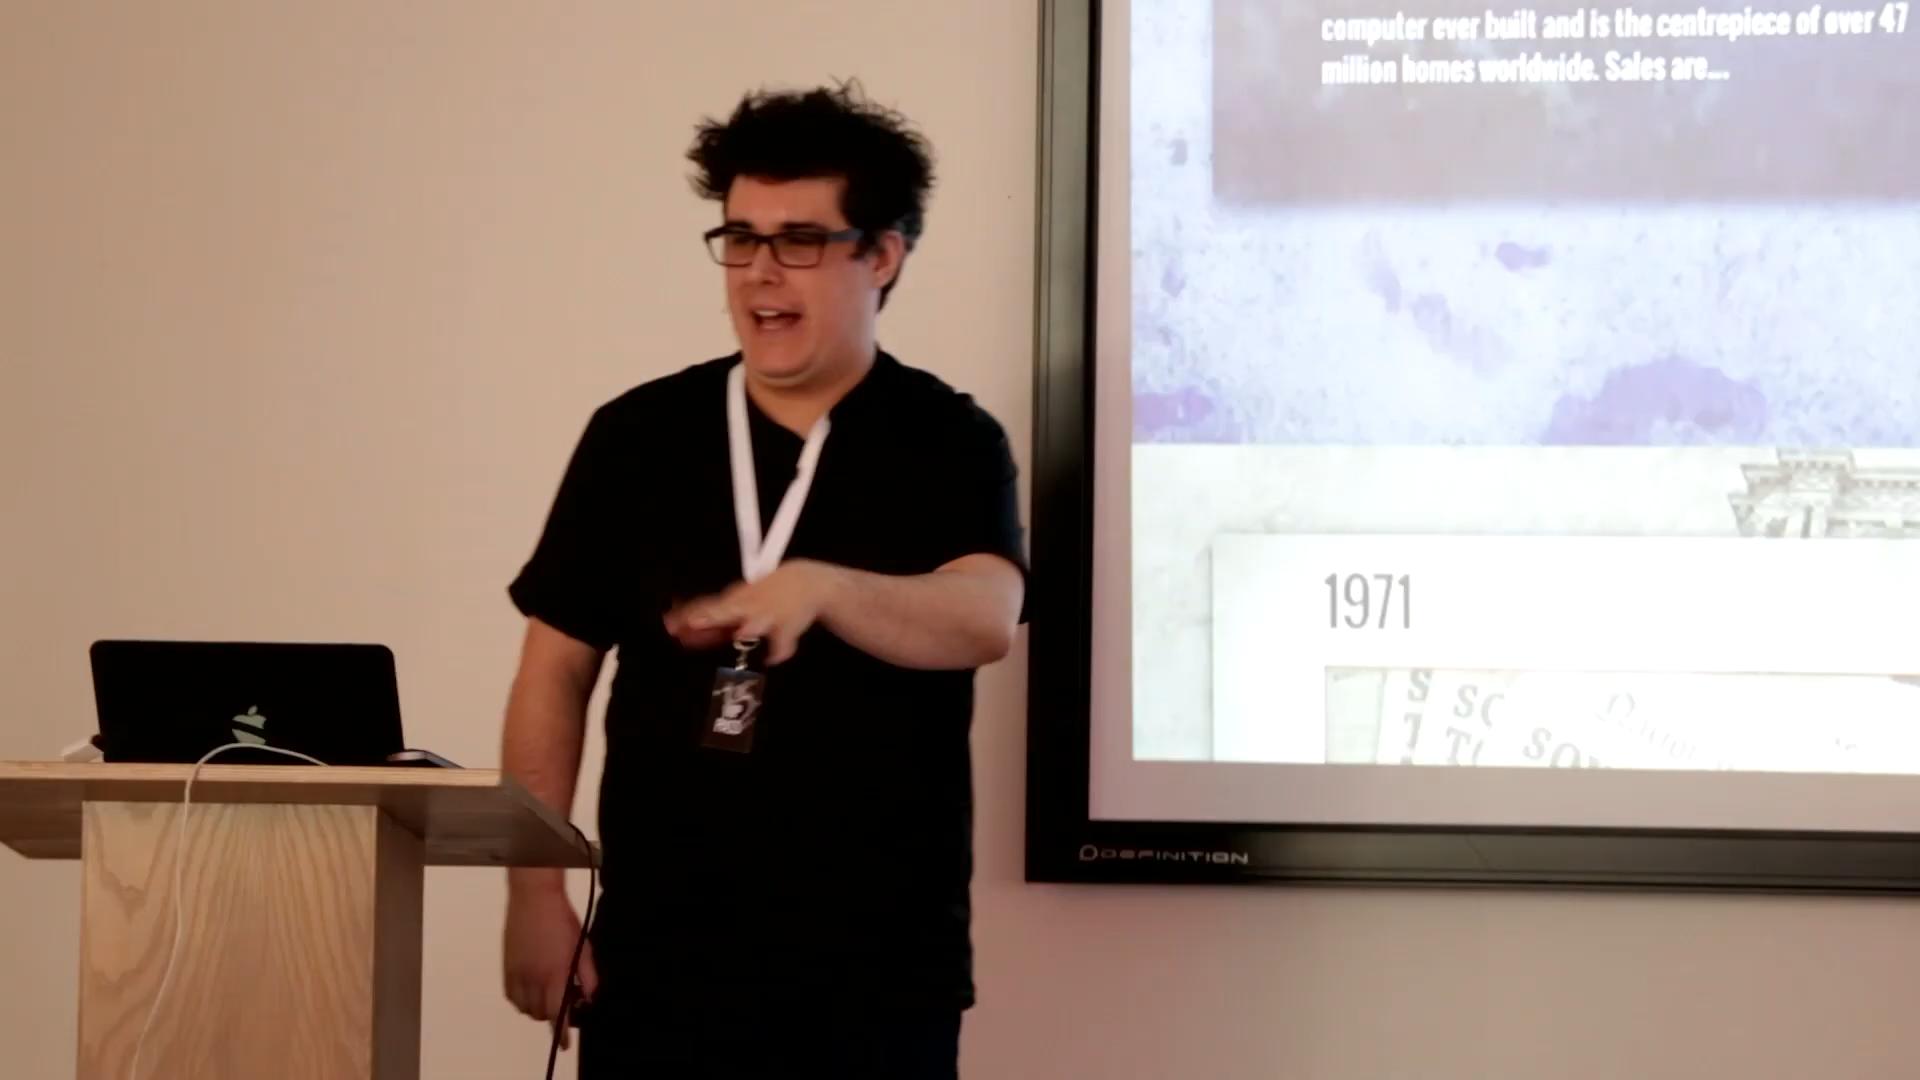 computer ever built and is the centrepiece of over 47
million homes worldwide. Sales are...
1971
DEFINITION